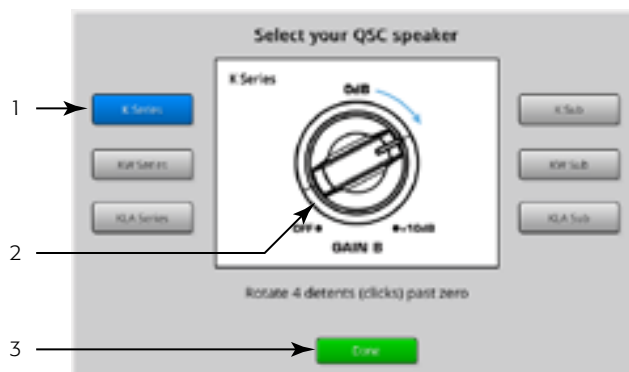 Select your QSC speaker
1
K Series
KW Series
KLA Series
K Series
0dB
OFF
+10dB
GAIN B
2
K Sub
KW Sub
KLA Sub
Rotate 4 detents (clicks) past zero
3
Done